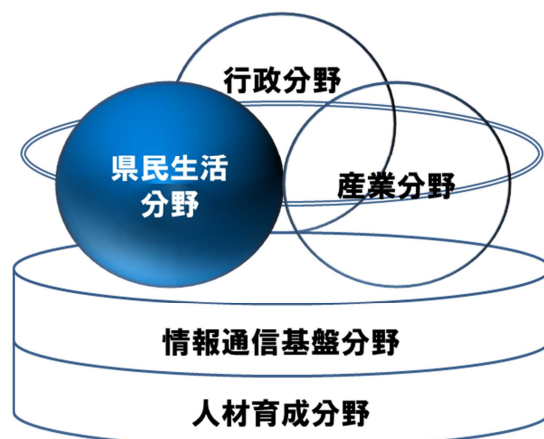 行政分野
県民生活
分野
産業分野
情報通信基盤分野
人材育成分野